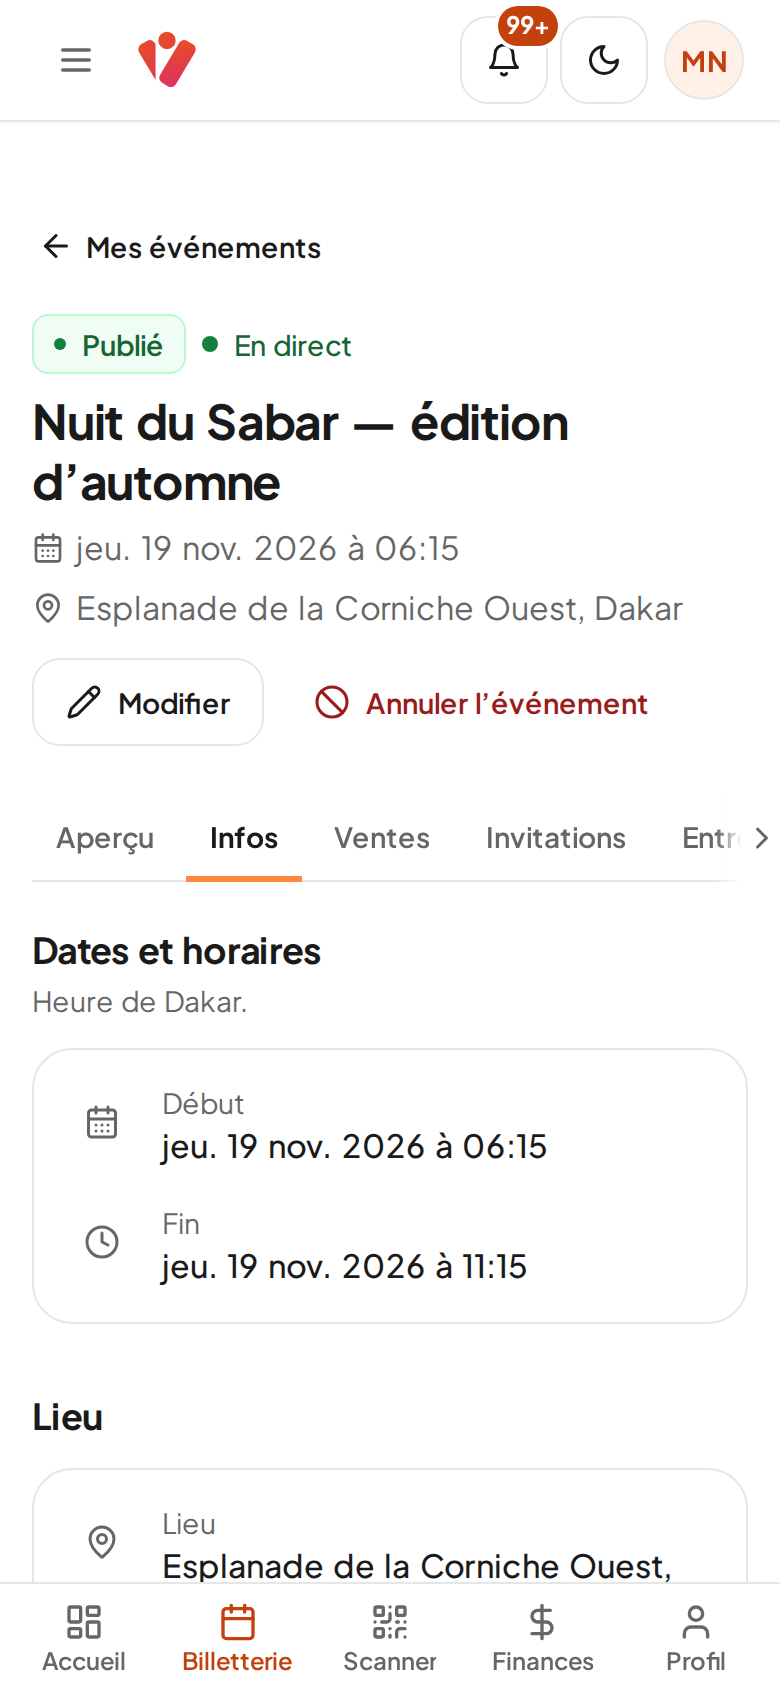 99+
MN
Mes événements
Publié
En direct
Nuit du Sabar — édition
d’automne
jeu. 19 nov. 2026 à 06:15
Esplanade de la Corniche Ouest, Dakar
Modifier
Annuler l’événement
Aperçu Infos Ventes Invitations
Dates et horaires
Heure de Dakar.
Début
jeu. 19 nov. 2026 à 06:15
Fin
jeu. 19 nov. 2026 à 11:15
Lieu
Lieu
Esplanade de la Corniche Ouest,
Accueil Billetterie Scanner Finances Profil